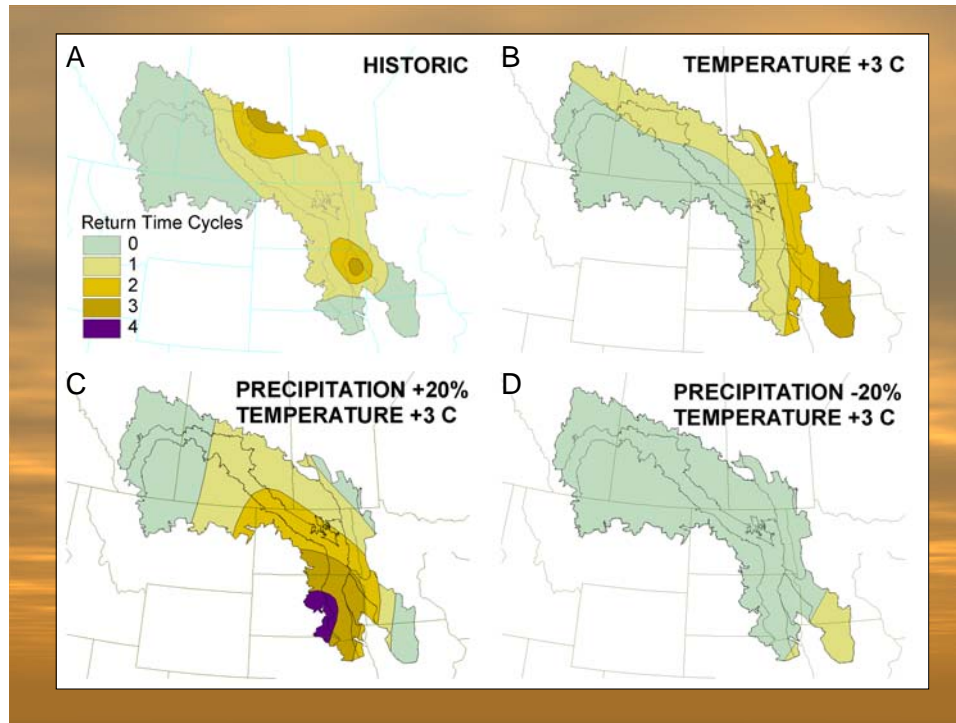 A
HISTORIC
Return Time Cycles
0
1
2
3
4
B
TEMPERATURE +3 C
C
PRECIPITATION +20%
TEMPERATURE +3 C
D
PRECIPITATION -20%
TEMPERATURE +3 C